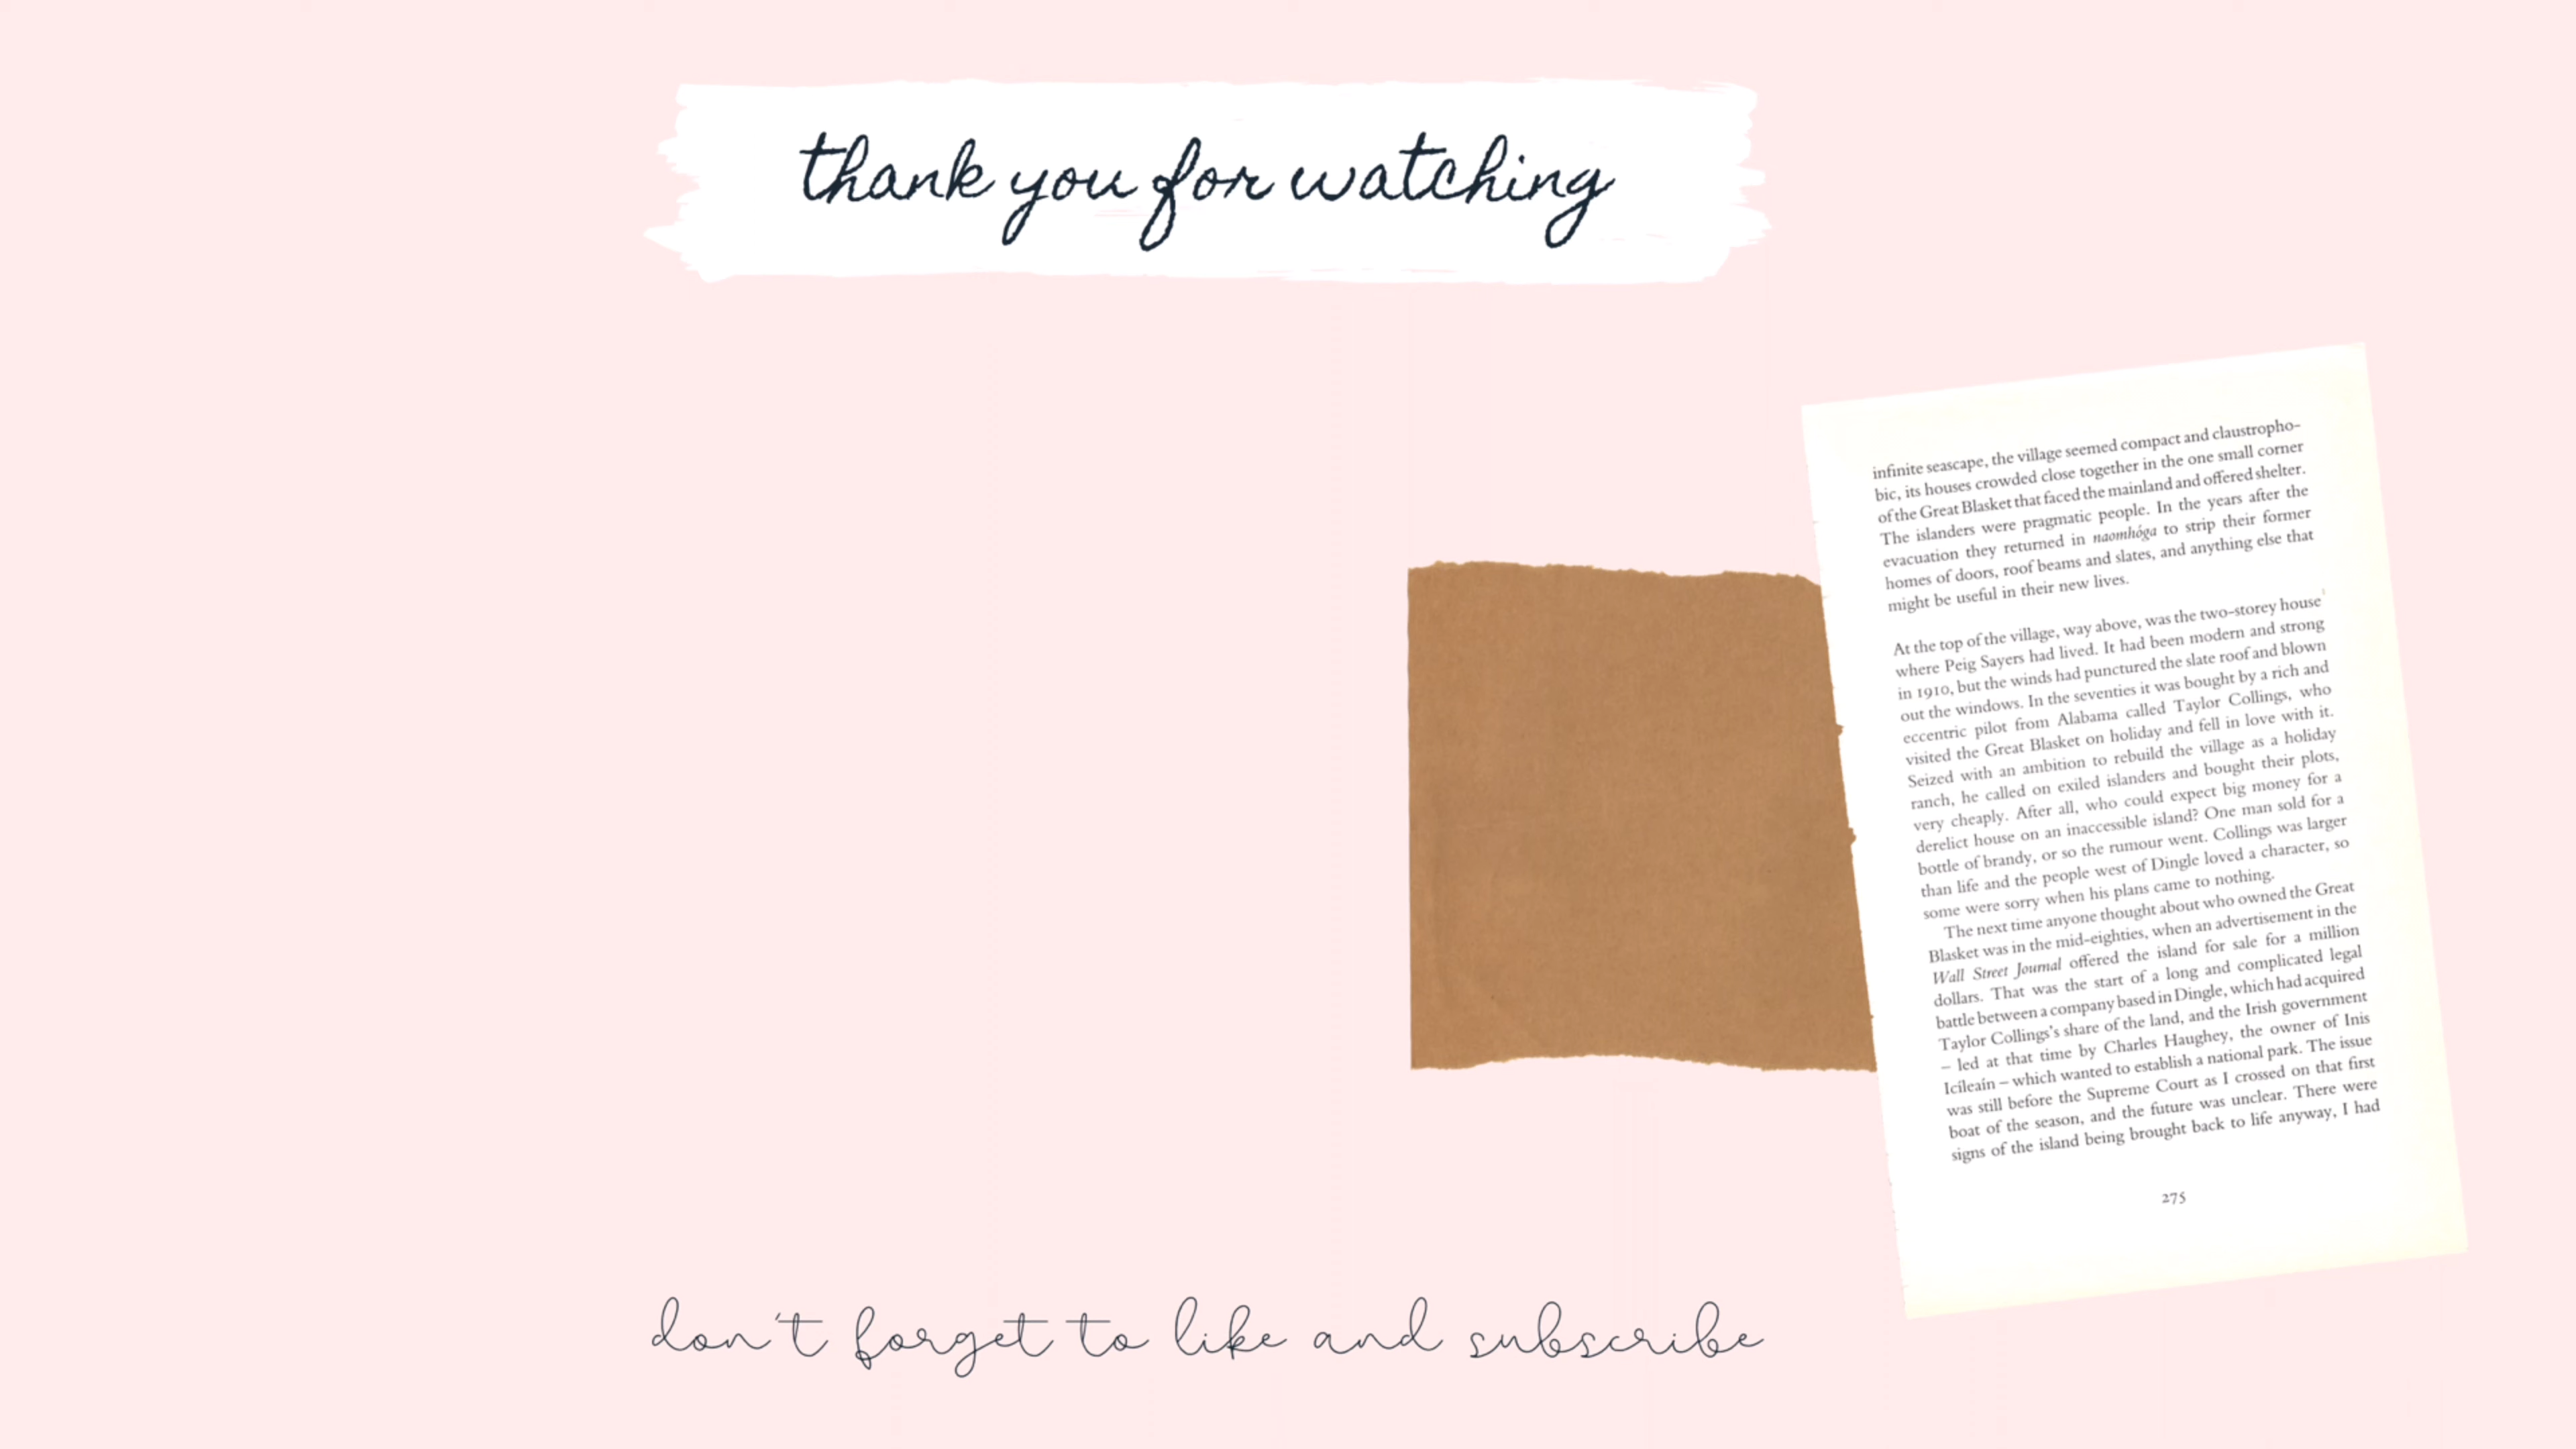 thank you for watching
infinite seascape, the village seemed compact and claustropho-
bic, its houses crowded close together in the one small corner
of the Great Blasket that faced the mainland and offered shelter.
The islanders were pragmatic people. In the years after the
evacuation they returned in naomhóga to strip their former
homes of doors, roof beams and slates, and anything else that
might be useful in their new lives.
At the top of the village, way above, was the two-storey house
where Peig Sayers had lived. It had been modern and strong
in 1910, but the winds had punctured the slate roof and blown
out the windows. In the seventies it was bought by a rich and
eccentric pilot from Alabama called Taylor Collings, who
visited the Great Blasket on holiday and fell in love with it.
Seized with an ambition to rebuild the village as a holiday
ranch, he called on exiled islanders and bought their plots,
very cheaply. After all, who could expect big money for a
derelict house on an inaccessible island? One man sold for a
bottle of brandy, or so the rumour went. Collings was larger
than life and the people west of Dingle loved a character, so
some were sorry when his plans came to nothing.
The next time anyone thought about who owned the Great
Blasket was in the mid-eighties, when an advertisement in the
Wall Street Journal offered the island for sale for a million
dollars. That was the start of a long and complicated legal
battle between a company based in Dingle, which had acquired
Taylor Collings's share of the land, and the Irish government
– led at that time by Charles Haughey, the owner of Inis
Icíleaín – which wanted to establish a national park. The issue
was still before the Supreme Court as I crossed on that first
boat of the season, and the future was unclear. There were
signs of the island being brought back to life anyway, I had
275
don't forget to like and subscribe